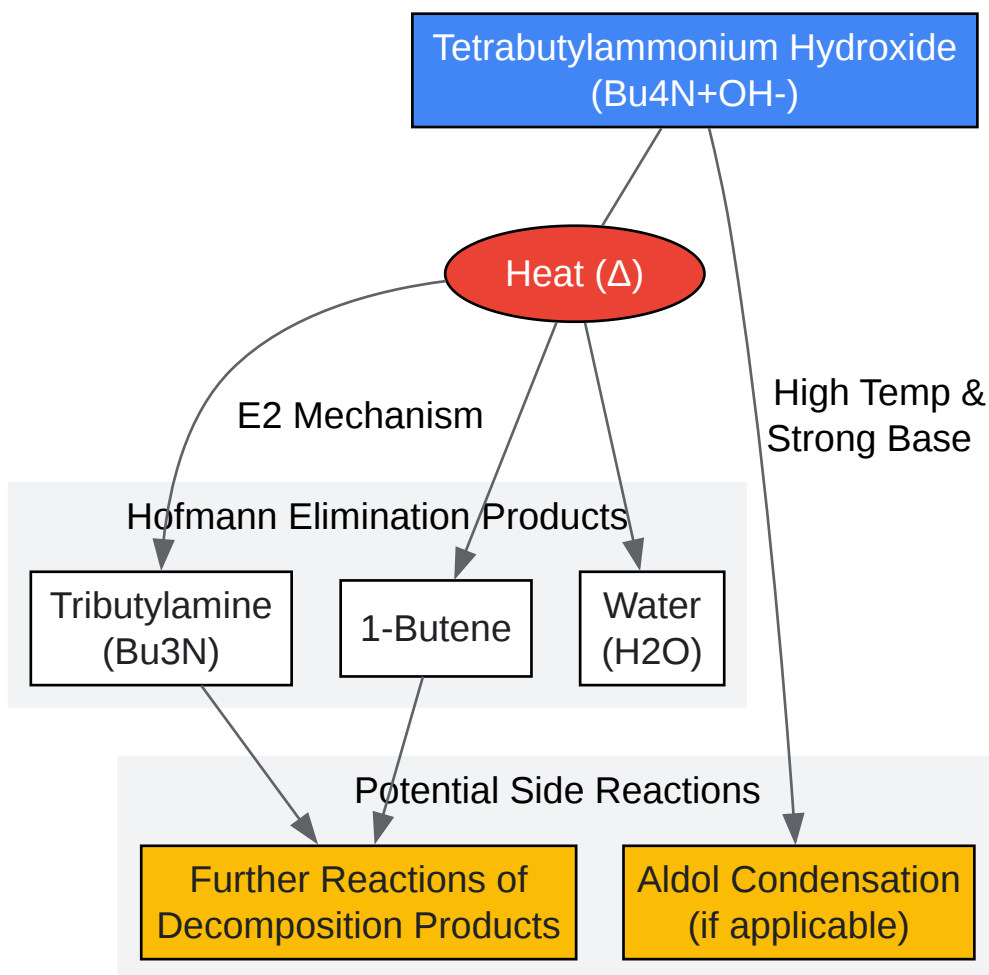 Tetrabutylammonium Hydroxide
(Bu4N+OH-)
Heat (Δ)
E2 Mechanism
High Temp &
Strong Base
Hofmann Elimination Products
Tributylamine
(Bu3N)
1-Butene
Water
(H2O)
Potential Side Reactions
Further Reactions of
Decomposition Products
Aldol Condensation
(if applicable)